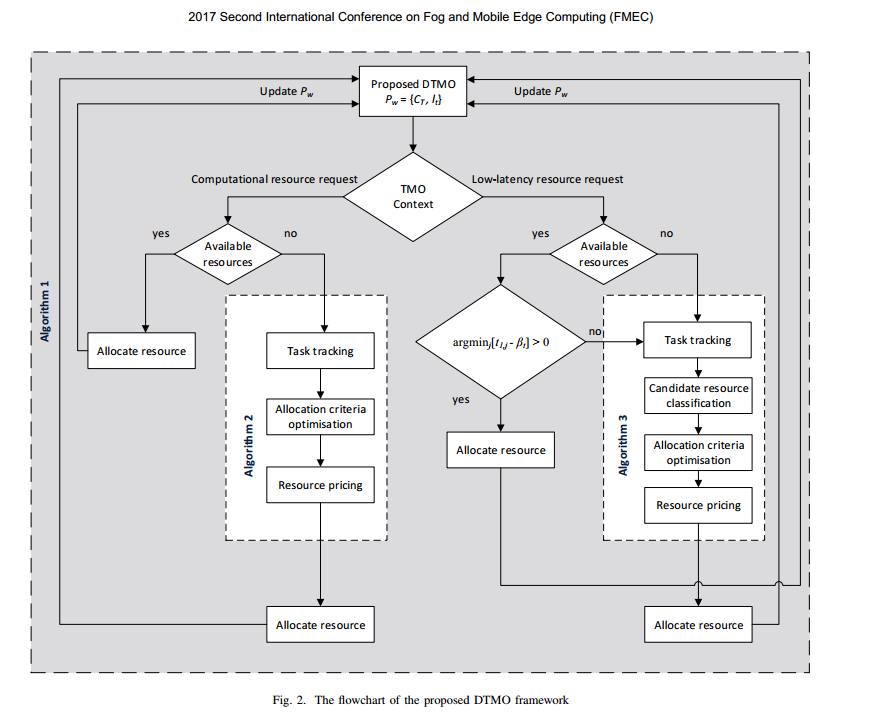 2017 Second International Conference on Fog and Mobile Edge Computing (FMEC)
Proposed DTMO
P_w = {C_T, I_t}
Update P_w
Update P_w
TMO
Context
Computational resource request
Low-latency resource request
yes
Available
resources
no
yes
Available
resources
no
Algorithm 1
Allocate resource
Task tracking
Allocation criteria
optimisation
Resource pricing
Algorithm 2
argmin_j[t_{i,j} - β_i] > 0
no
yes
Allocate resource
Task tracking
Candidate resource
classification
Allocation criteria
optimisation
Resource pricing
Algorithm 3
Allocate resource
Allocate resource
Fig. 2. The flowchart of the proposed DTMO framework